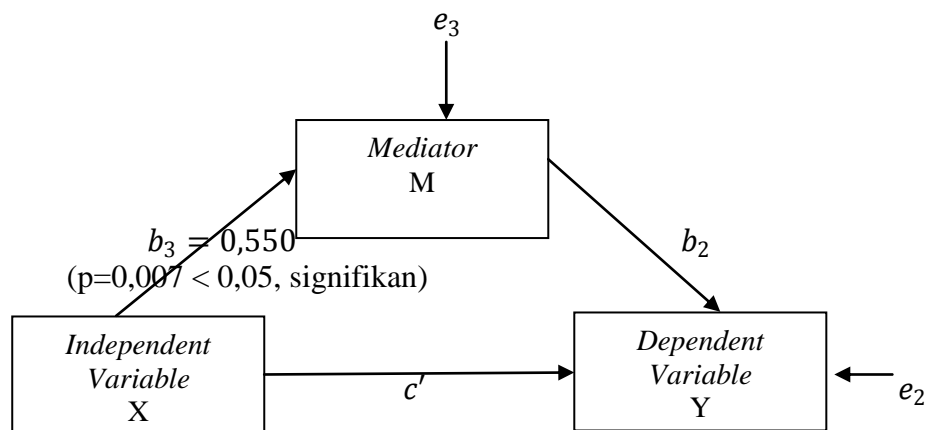 e₃
Mediator
M
b₃ = 0,550
(p=0,007 < 0,05, signifikan)
b₂
Independent
Variable
X
c′
Dependent
Variable
Y
e₂